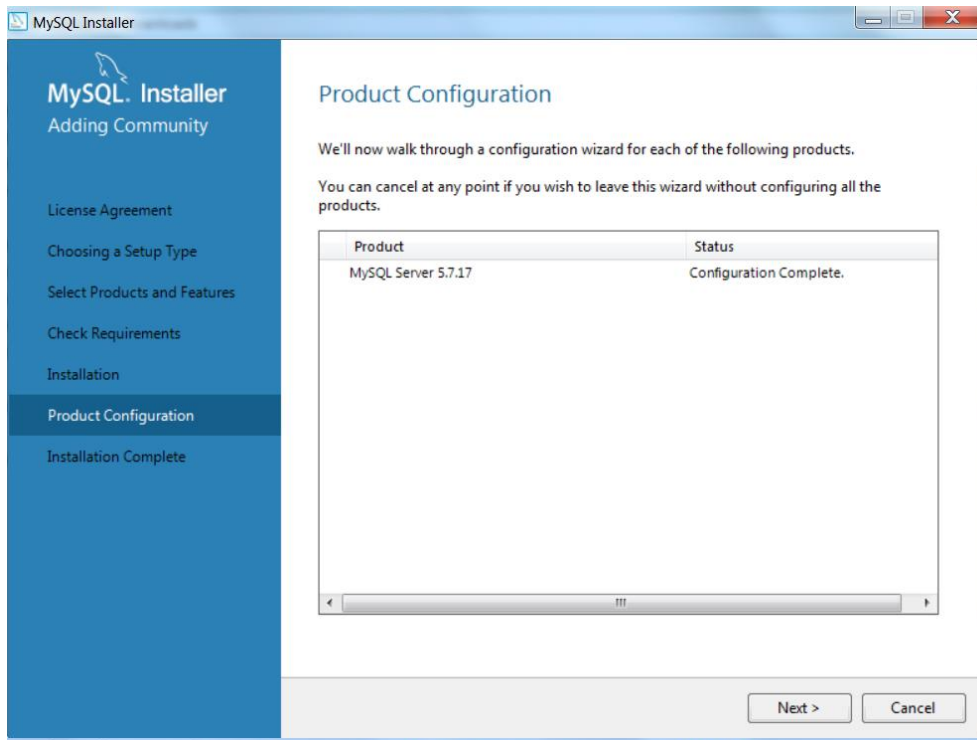 MySQL Installer
MySQL. Installer
Adding Community
License Agreement
Choosing a Setup Type
Select Products and Features
Check Requirements
Installation
Product Configuration
Installation Complete
Product Configuration
We'll now walk through a configuration wizard for each of the following products.
You can cancel at any point if you wish to leave this wizard without configuring all the
products.
Product Status
MySQL Server 5.7.17 Configuration Complete.
Next > Cancel